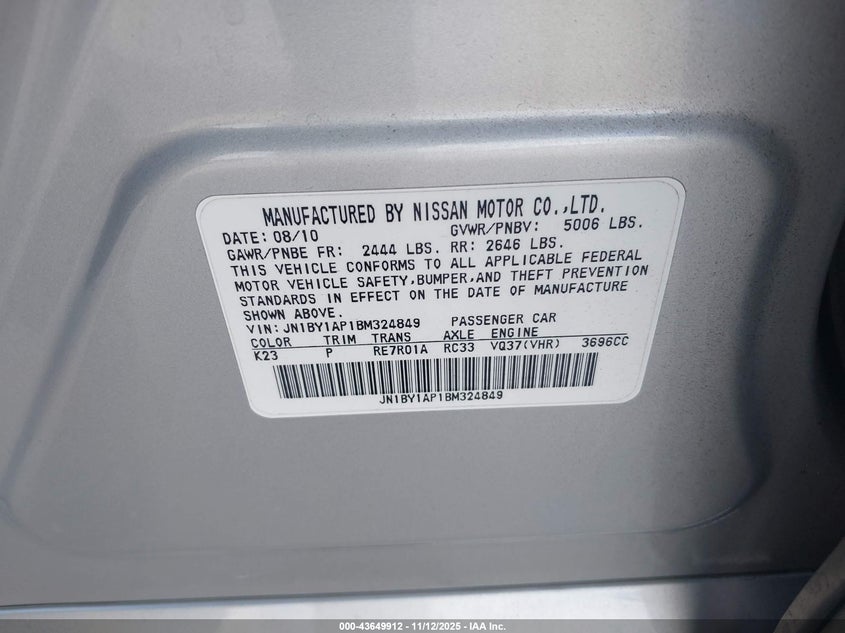 MANUFACTURED BY NISSAN MOTOR CO.,LTD.
DATE: 08/10 GVWR/PNBV: 5006 LBS.
GAWR/PNBE FR: 2444 LBS. RR: 2646 LBS.
THIS VEHICLE CONFORMS TO ALL APPLICABLE FEDERAL
MOTOR VEHICLE SAFETY,BUMPER,AND THEFT PREVENTION
STANDARDS IN EFFECT ON THE DATE OF MANUFACTURE
SHOWN ABOVE.
VIN:JN1BY1AP1BM324849 PASSENGER CAR
COLOR TRIM TRANS AXLE ENGINE
K23 P RE7R01A RC33 VQ37(VHR) 3696CC
JN1BY1AP1BM324849
000-43649912 - 11/12/2025 - IAA Inc.